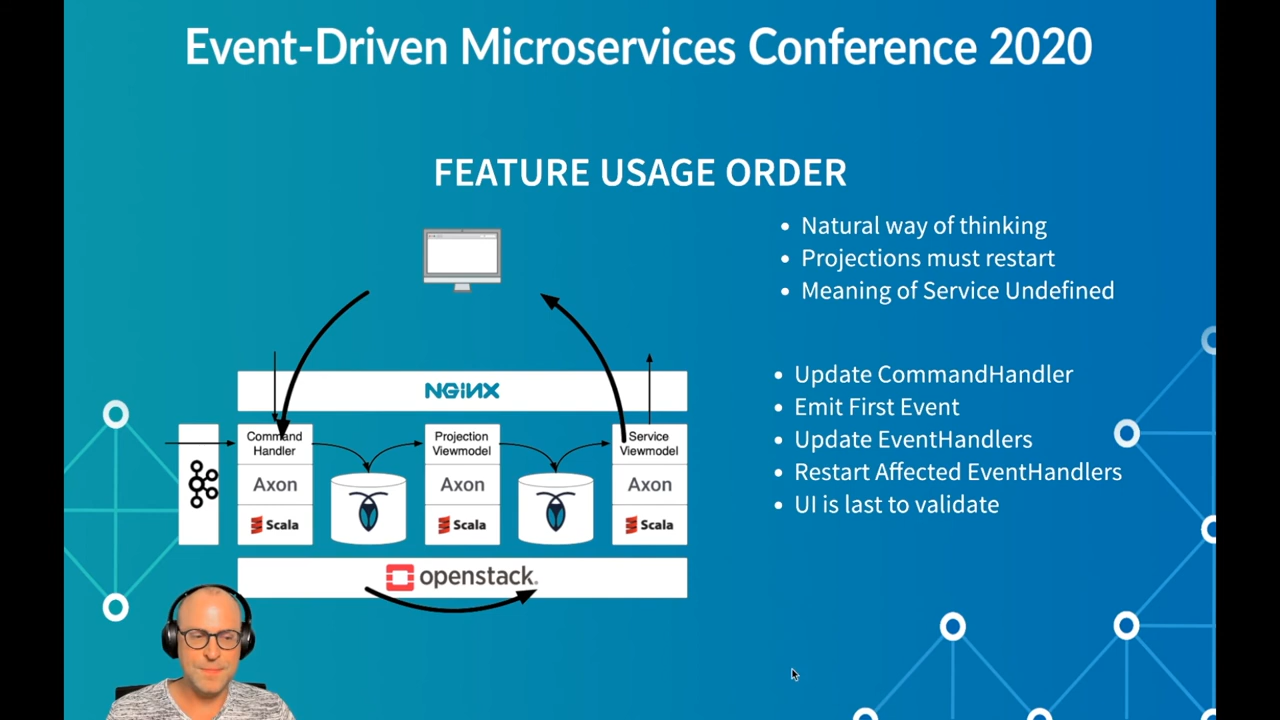 Event-Driven Microservices Conference 2020
FEATURE USAGE ORDER
Natural way of thinking
Projections must restart
Meaning of Service Undefined
Update CommandHandler
Emit First Event
Update EventHandlers
Restart Affected EventHandlers
UI is last to validate
NGINX
Command
Handler
Axon
Scala
Projection
Viewmodel
Axon
Scala
Service
Viewmodel
Axon
Scala
openstack.